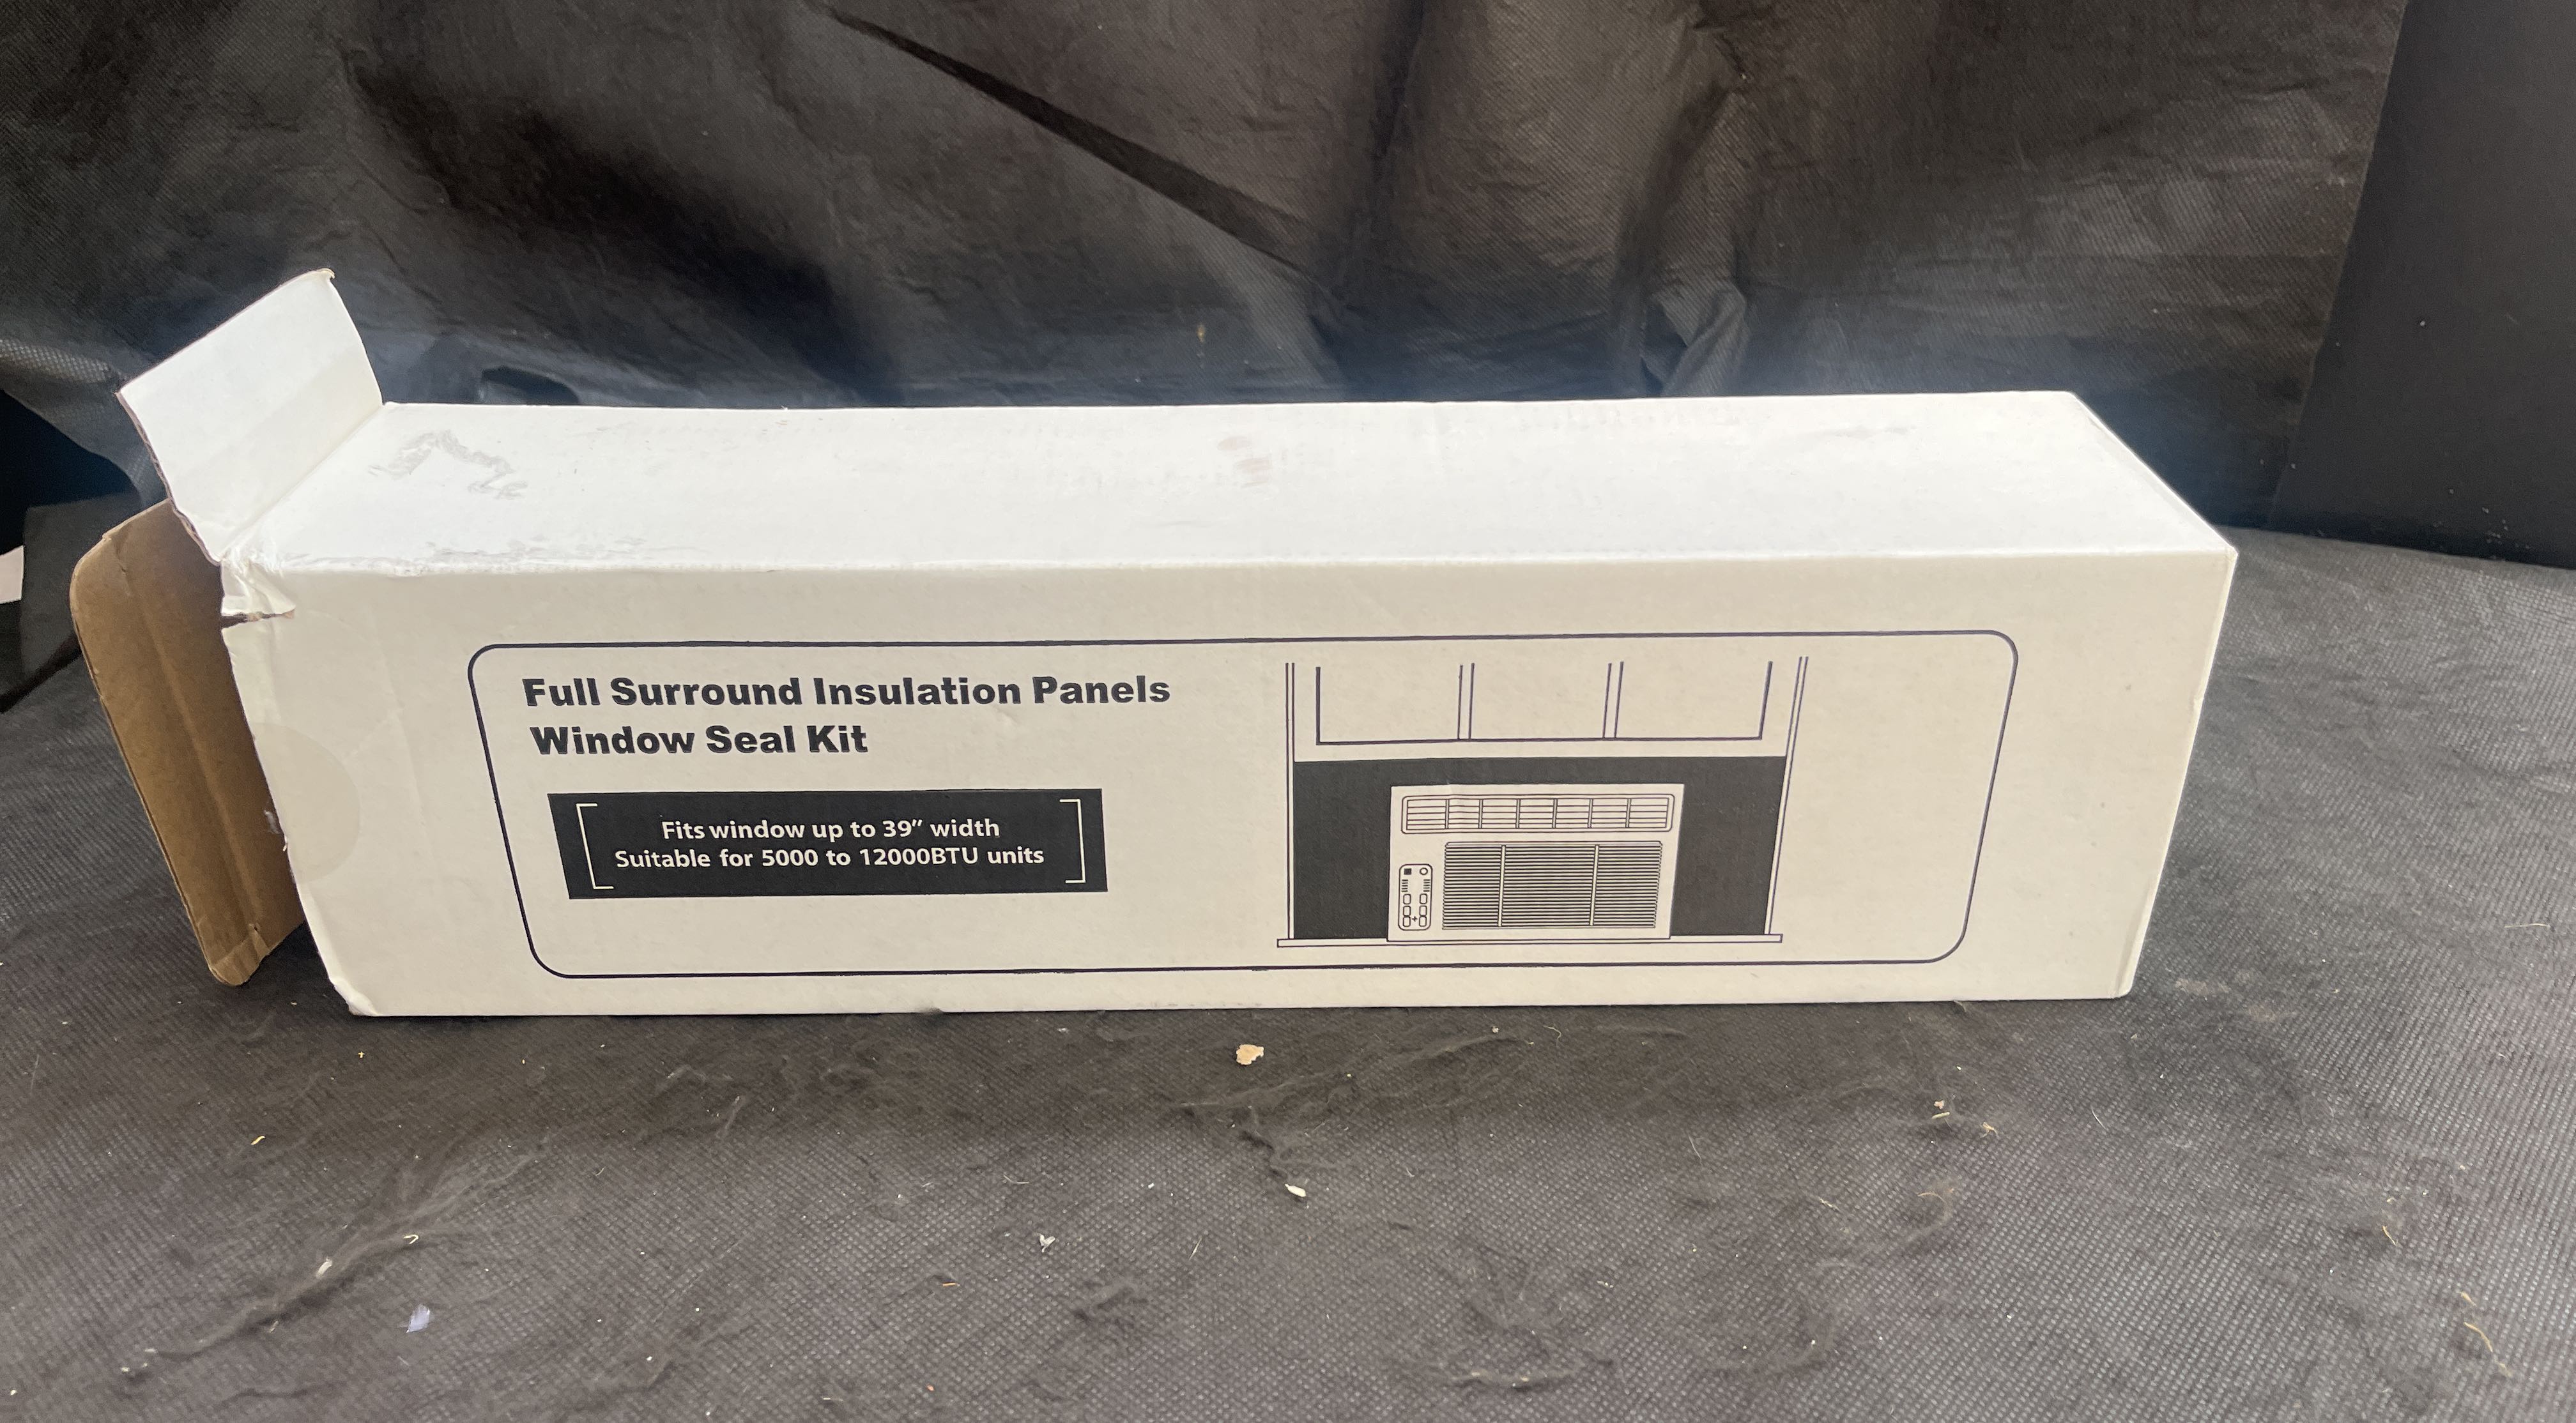 Full Surround Insulation Panels
Window Seal Kit
Fits window up to 39″ width
Suitable for 5000 to 12000BTU units